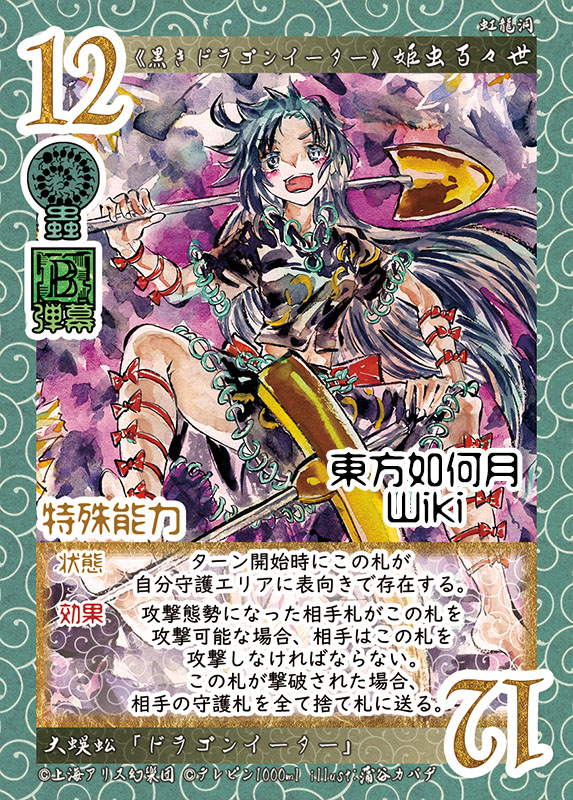 虹龍洞
12
《黒きドラゴンイーター》姫虫百々世
蟲
B
弾幕
東方如何月
Wiki
特殊能力
状態
ターン開始時にこの札が
自分守護エリアに表向きで存在する。
効果
攻撃態勢になった相手札がこの札を
攻撃可能な場合、相手はこの札を
攻撃しなければならない。
この札が撃破された場合、
相手の守護札を全て捨て札に送る。
12
大蜈蚣「ドラゴンイーター」
©上海アリス幻樂団 ©テレピン1000ml illust:蒲谷カバヂ